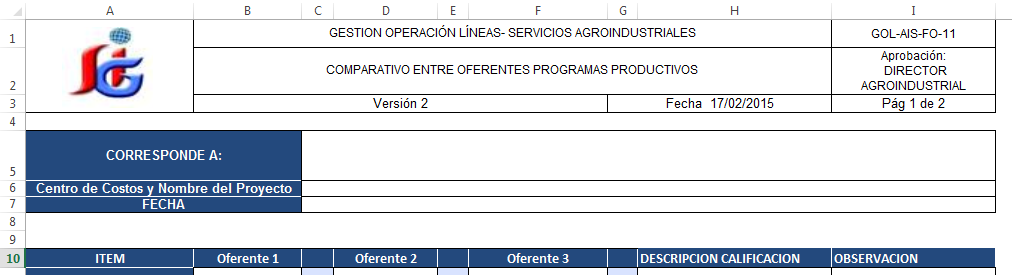 A B C D E F G H I
1 GESTION OPERACIÓN LÍNEAS- SERVICIOS AGROINDUSTRIALES GOL-AIS-FO-11
2 COMPARATIVO ENTRE OFERENTES PROGRAMAS PRODUCTIVOS Aprobación:
DIRECTOR
AGROINDUSTRIAL
3 Versión 2 Fecha 17/02/2015 Pág 1 de 2
4
5 CORRESPONDE A:
6 Centro de Costos y Nombre del Proyecto
7 FECHA
8
9
10 ITEM Oferente 1 Oferente 2 Oferente 3 DESCRIPCION CALIFICACION OBSERVACION